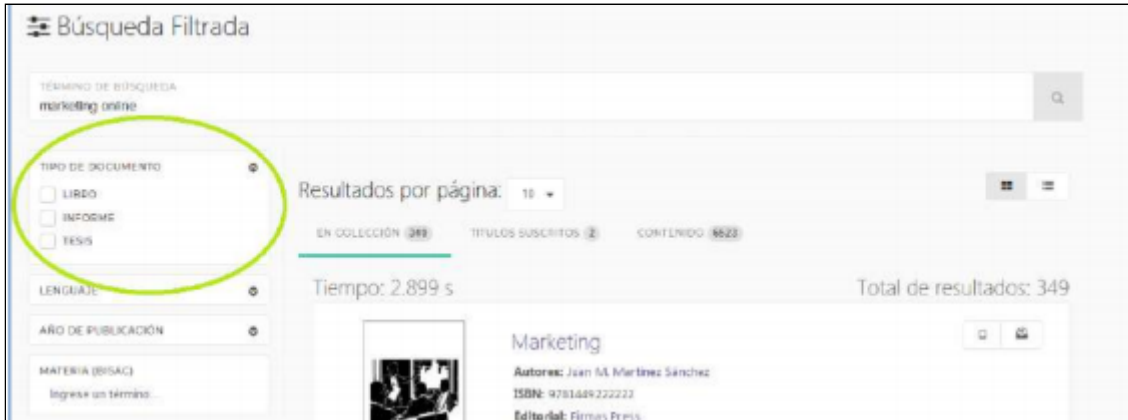 Búsqueda Filtrada
TÉRMINO DE BÚSQUEDA
marketing online
TIPO DE DOCUMENTO
LIBRO
INFORME
TESIS
LENGUAJE
AÑO DE PUBLICACIÓN
MATERIA (BISAC)
Ingrese un término...
Resultados por página: 10
EN COLECCIÓN 349 TITULOS SUSCRITOS 2 CONTENIDO 6623
Tiempo: 2.899 s Total de resultados: 349
Marketing
Autores: Juan M. Martínez Sánchez
ISBN: 9781449222222
Editorial: Firmas Press